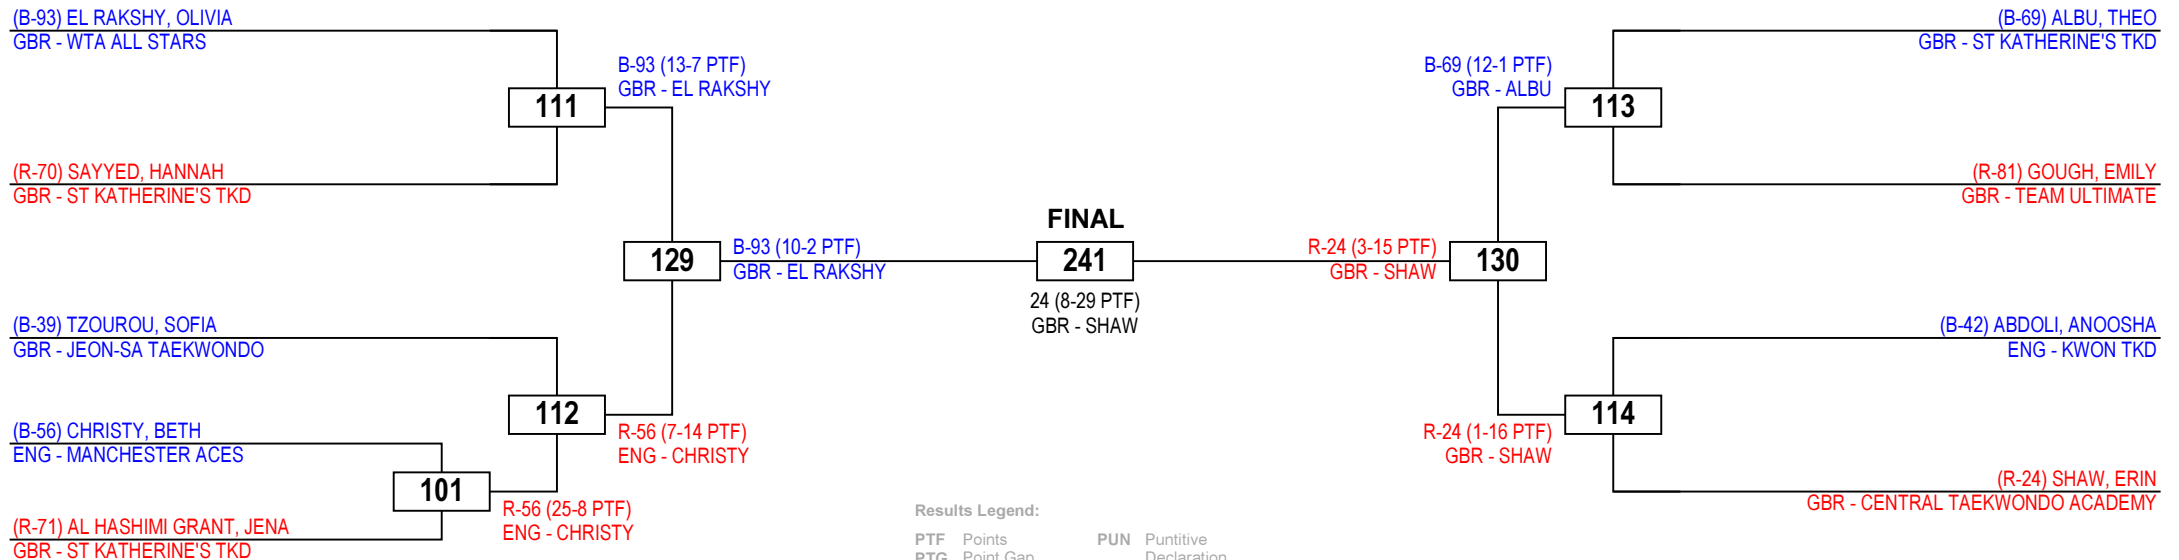 (B-93) EL RAKSHY, OLIVIA
GBR - WTA ALL STARS
B-93 (13-7 PTF)
GBR - EL RAKSHY
111
(R-70) SAYYED, HANNAH
GBR - ST KATHERINE'S TKD
129
B-93 (10-2 PTF)
GBR - EL RAKSHY
(B-39) TZOUROU, SOFIA
GBR - JEON-SA TAEKWONDO
112
R-56 (7-14 PTF)
ENG - CHRISTY
(B-56) CHRISTY, BETH
ENG - MANCHESTER ACES
101
R-56 (25-8 PTF)
ENG - CHRISTY
(R-71) AL HASHIMI GRANT, JENA
GBR - ST KATHERINE'S TKD
FINAL
241
24 (8-29 PTF)
GBR - SHAW
(B-69) ALBU, THEO
GBR - ST KATHERINE'S TKD
B-69 (12-1 PTF)
GBR - ALBU
113
(R-81) GOUGH, EMILY
GBR - TEAM ULTIMATE
R-24 (3-15 PTF)
GBR - SHAW
130
(B-42) ABDOLI, ANOOSHA
ENG - KWON TKD
114
R-24 (1-16 PTF)
GBR - SHAW
(R-24) SHAW, ERIN
GBR - CENTRAL TAEKWONDO ACADEMY
Results Legend:
PTF Points PUN Puntitive
PTG Point Gap Declaration